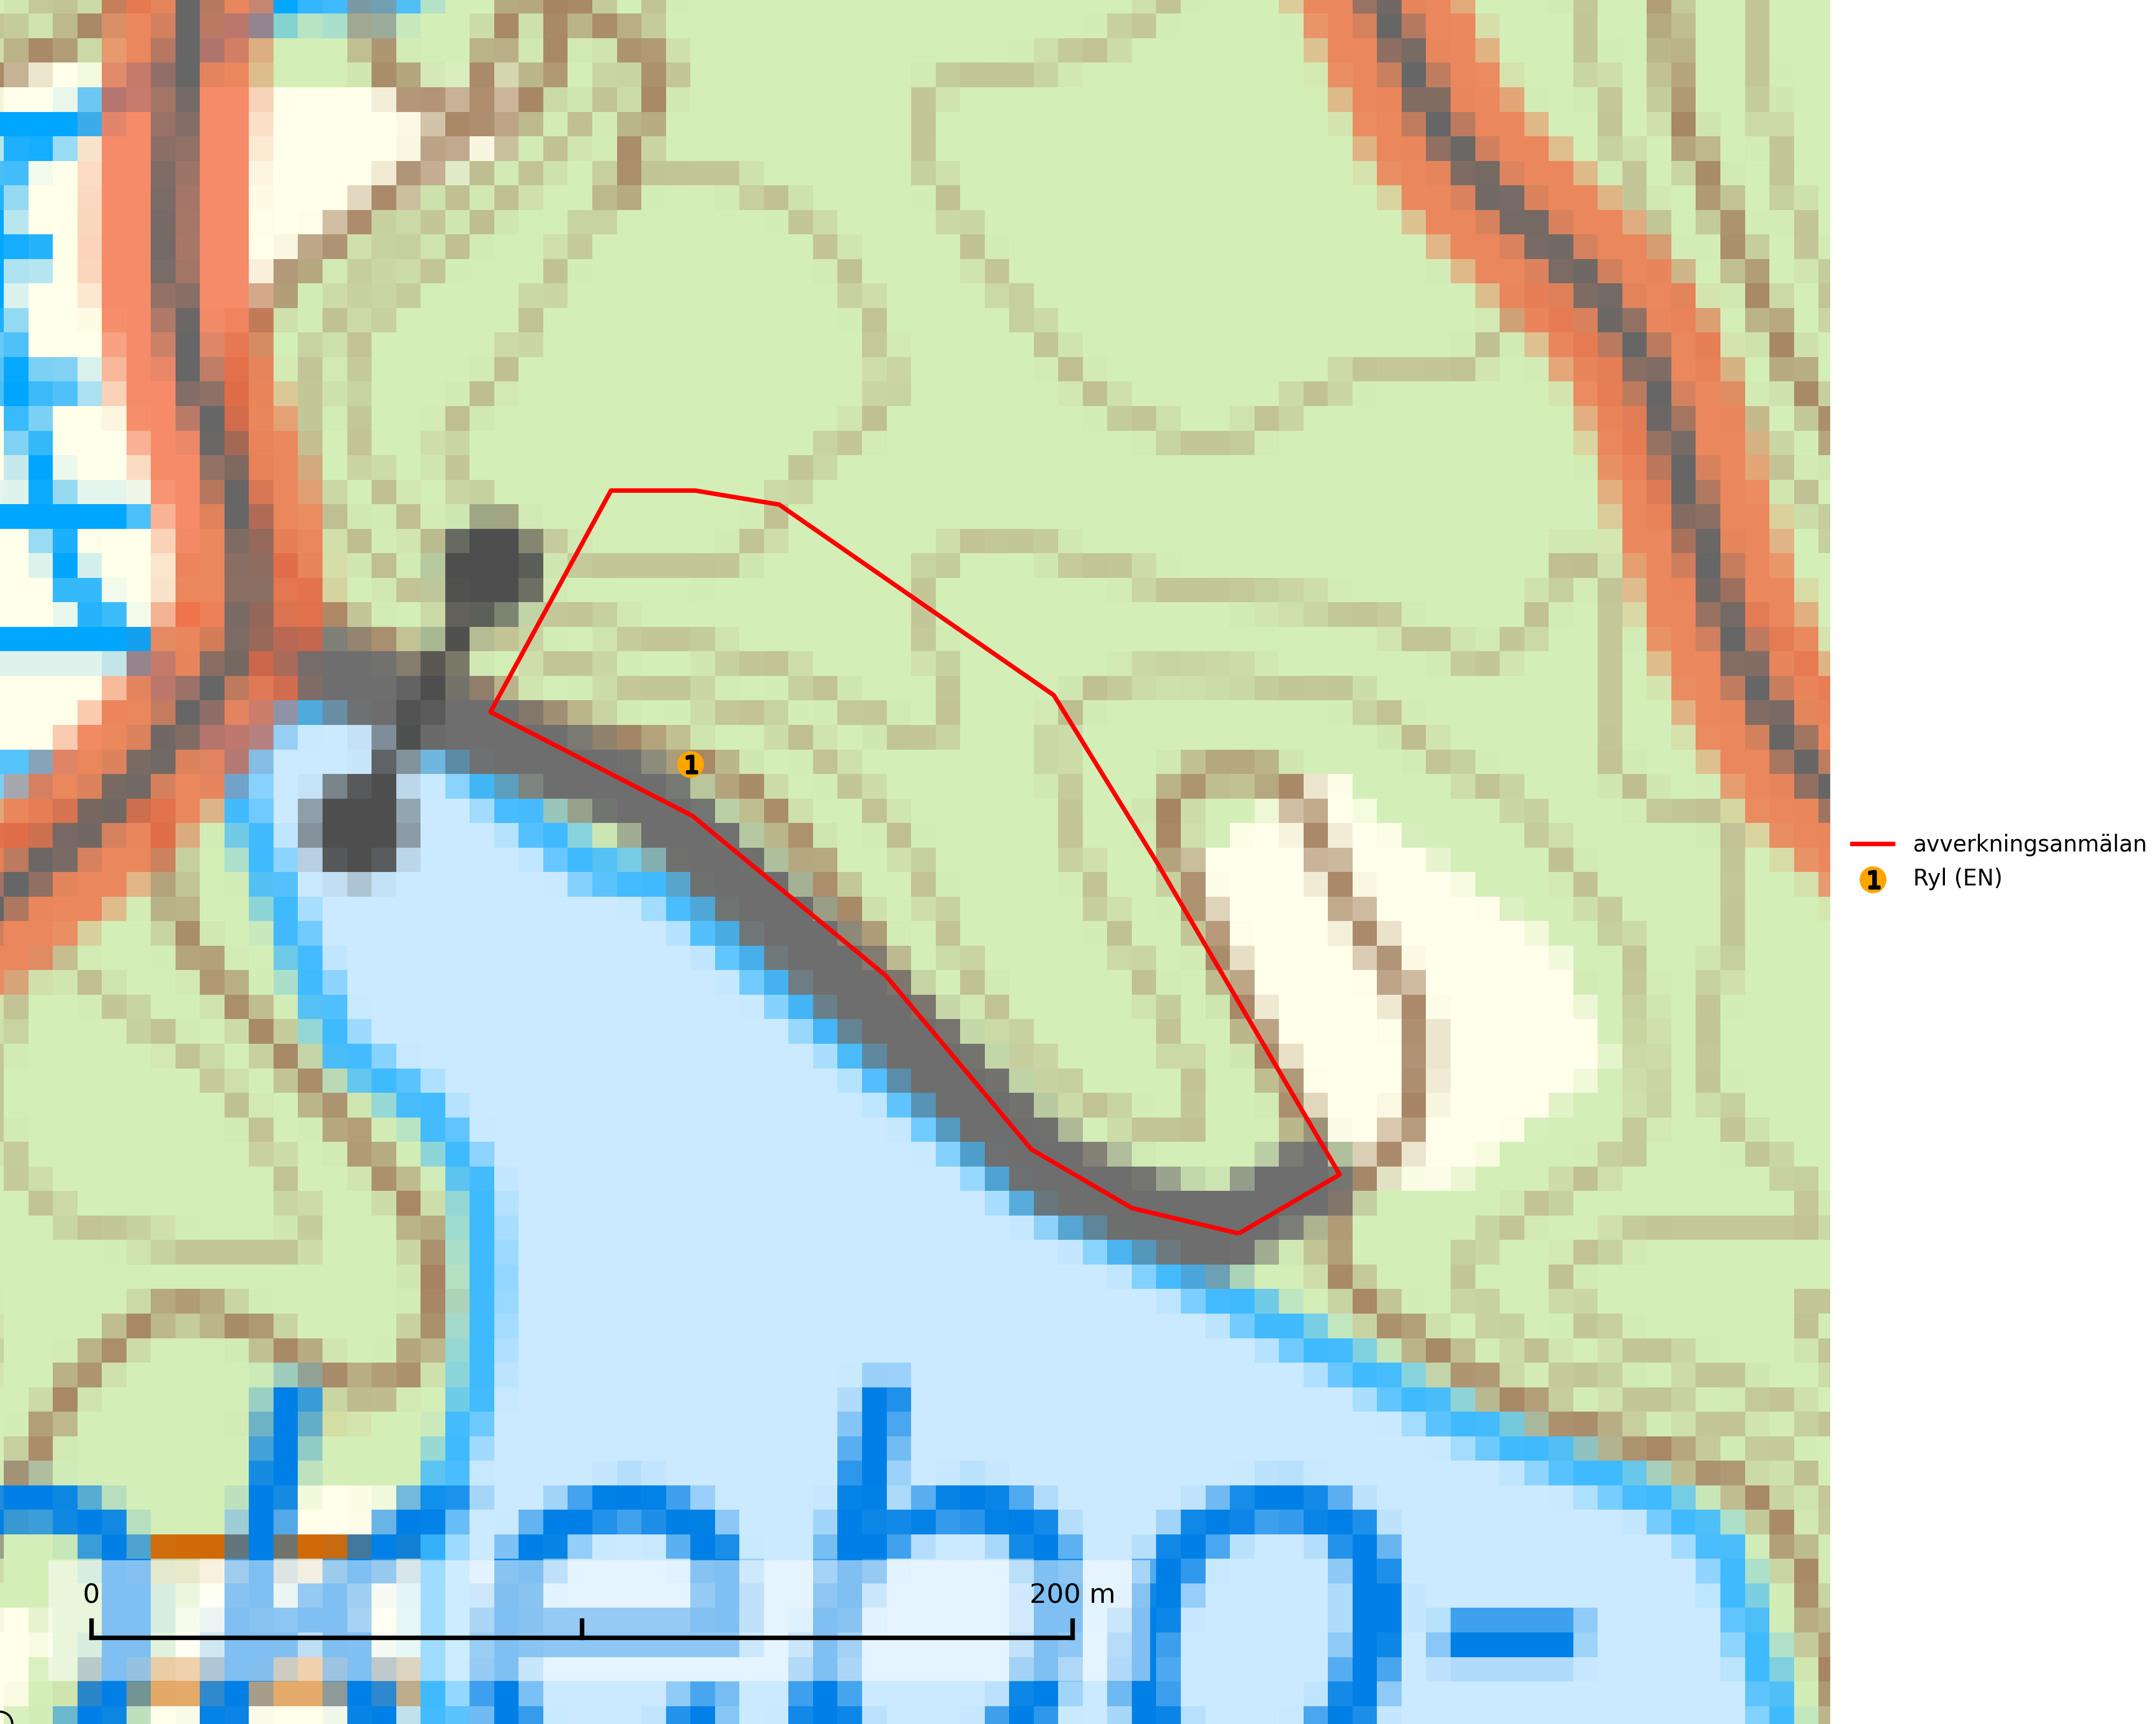 1
avverkningsanmälan
1 Ryl (EN)
0 200 m